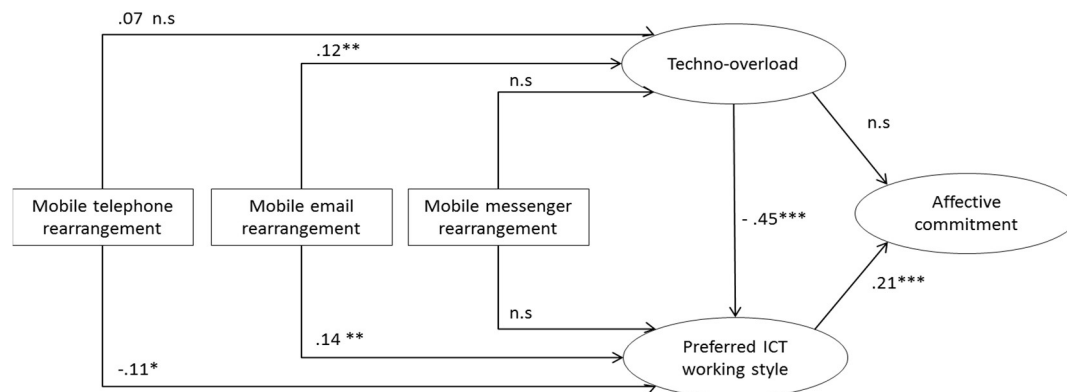 .07 n.s
.12**
n.s
Techno-overload
n.s
Mobile telephone
rearrangement
Mobile email
rearrangement
Mobile messenger
rearrangement
- .45***
Affective
commitment
.21***
n.s
.14 **
-.11*
Preferred ICT
working style